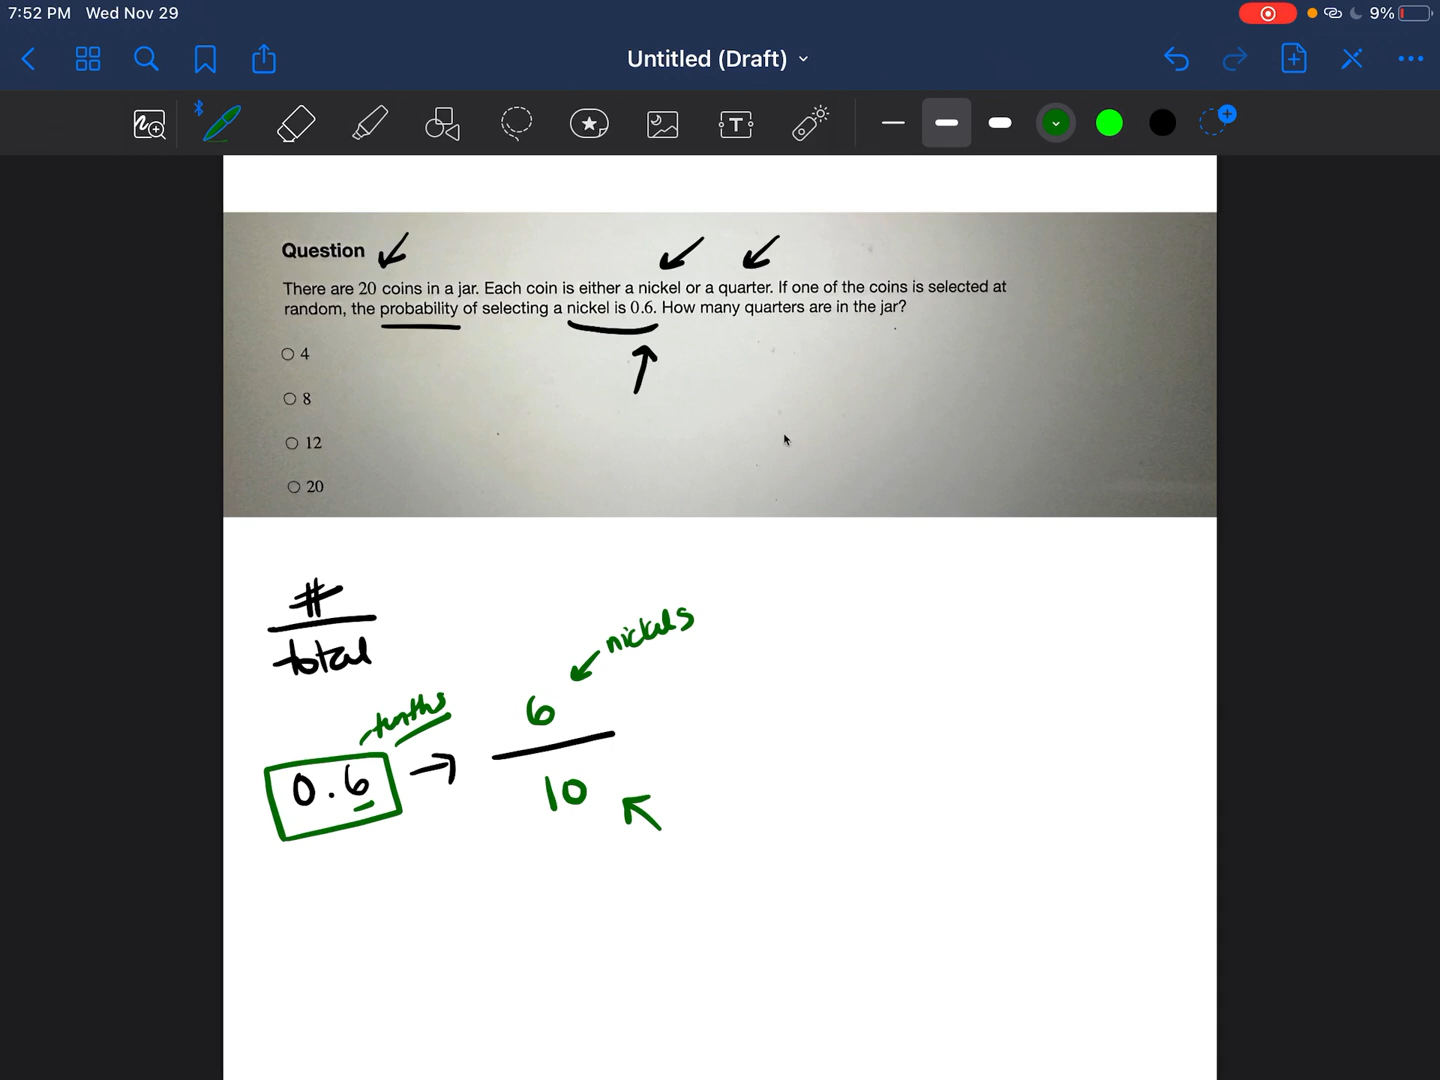 7:52 PM Wed Nov 29
9%
Untitled (Draft)
T
Question
There are 20 coins in a jar. Each coin is either a nickel or a quarter. If one of the coins is selected at
random, the probability of selecting a nickel is 0.6. How many quarters are in the jar?
4
8
12
20
#
total
nickels
tenths
6
0.6
10